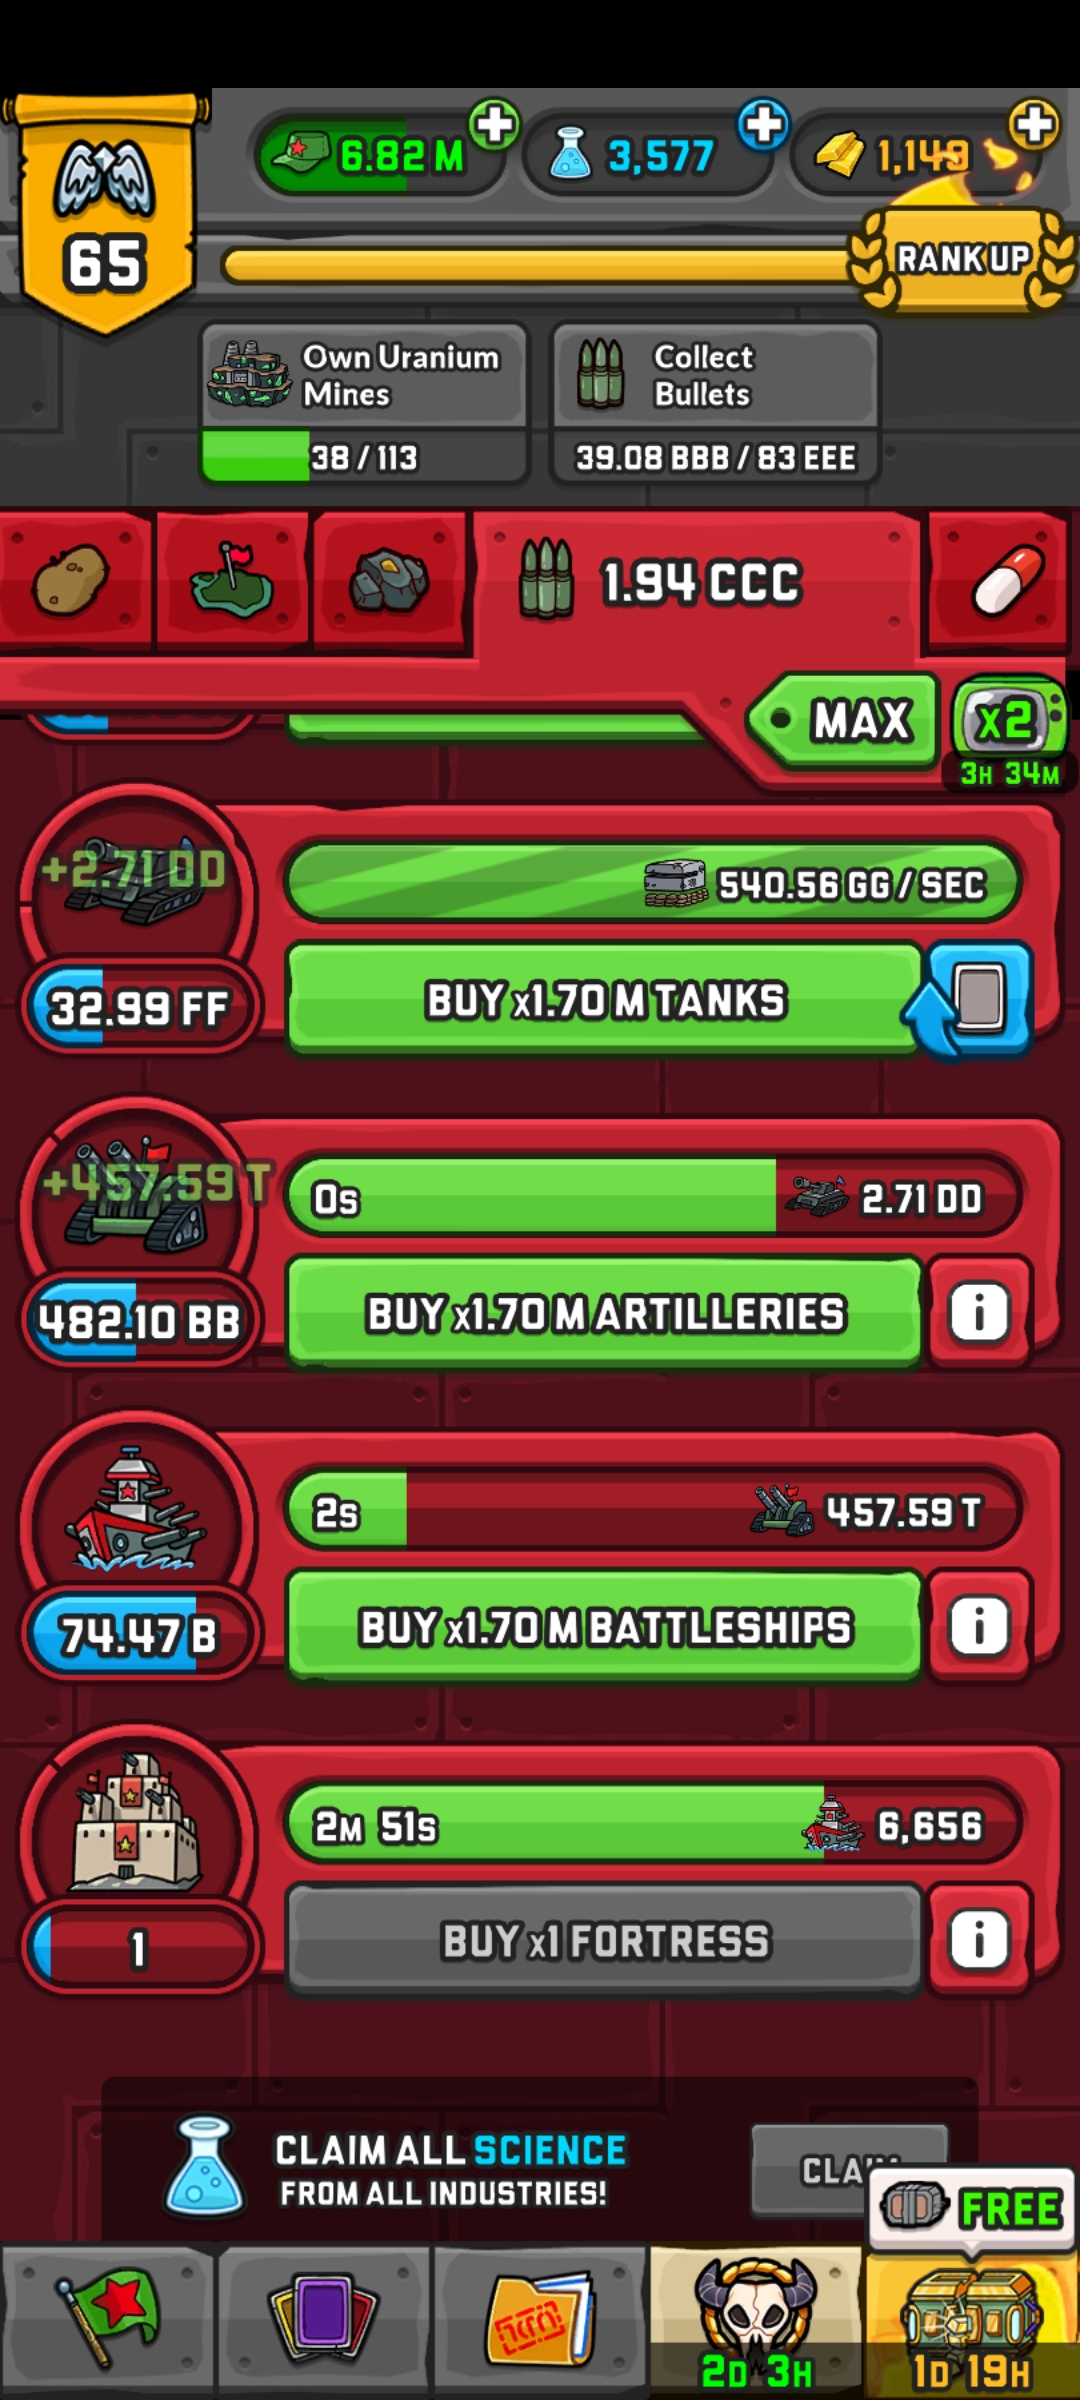 6.82 M
3,577
1,149
65
RANK UP
Own Uranium
Mines
38 / 113
Collect
Bullets
39.08 BBB / 83 EEE
1.94 CCC
MAX
x2
3H 34M
+2.71 DD
540.56 GG / SEC
32.99 FF
BUY x1.70 M TANKS
+457.59 T
0s
2.71 DD
482.10 BB
BUY x1.70 M ARTILLERIES
i
2s
457.59 T
74.47 B
BUY x1.70 M BATTLESHIPS
i
2M 51s
6,656
1
BUY x1 FORTRESS
i
CLAIM ALL SCIENCE
FROM ALL INDUSTRIES!
FREE
2D 3H
1D 19H